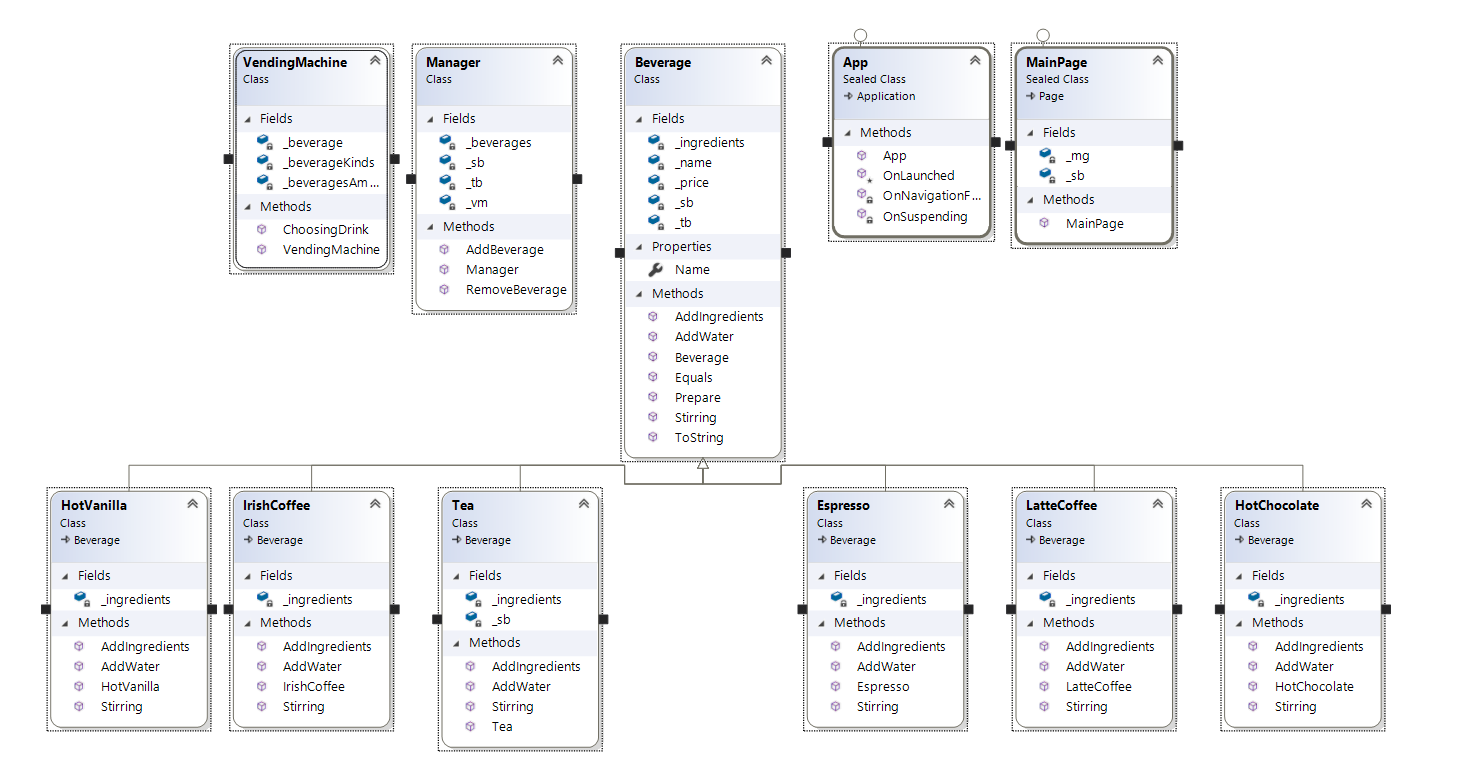 VendingMachine
Class
Fields
_beverage
_beverageKinds
_beveragesAm ...
Methods
ChoosingDrink
VendingMachine
Manager
Class
Fields
_beverages
_sb
_tb
_vm
Methods
AddBeverage
Manager
RemoveBeverage
Beverage
Class
Fields
_ingredients
_name
_price
_sb
_tb
Properties
Name
Methods
AddIngredients
AddWater
Beverage
Equals
Prepare
Stirring
ToString
App
Sealed Class
Application
Methods
App
OnLaunched
OnNavigationF...
OnSuspending
MainPage
Sealed Class
Page
Fields
_mg
_sb
Methods
MainPage
HotVanilla
Class
Beverage
Fields
_ingredients
Methods
AddIngredients
AddWater
HotVanilla
Stirring
IrishCoffee
Class
Beverage
Fields
_ingredients
Methods
AddIngredients
AddWater
IrishCoffee
Stirring
Tea
Class
Beverage
Fields
_ingredients
_sb
Methods
AddIngredients
AddWater
Stirring
Tea
Espresso
Class
Beverage
Fields
_ingredients
Methods
AddIngredients
AddWater
Espresso
Stirring
LatteCoffee
Class
Beverage
Fields
_ingredients
Methods
AddIngredients
AddWater
LatteCoffee
Stirring
HotChocolate
Class
Beverage
Fields
_ingredients
Methods
AddIngredients
AddWater
HotChocolate
Stirring